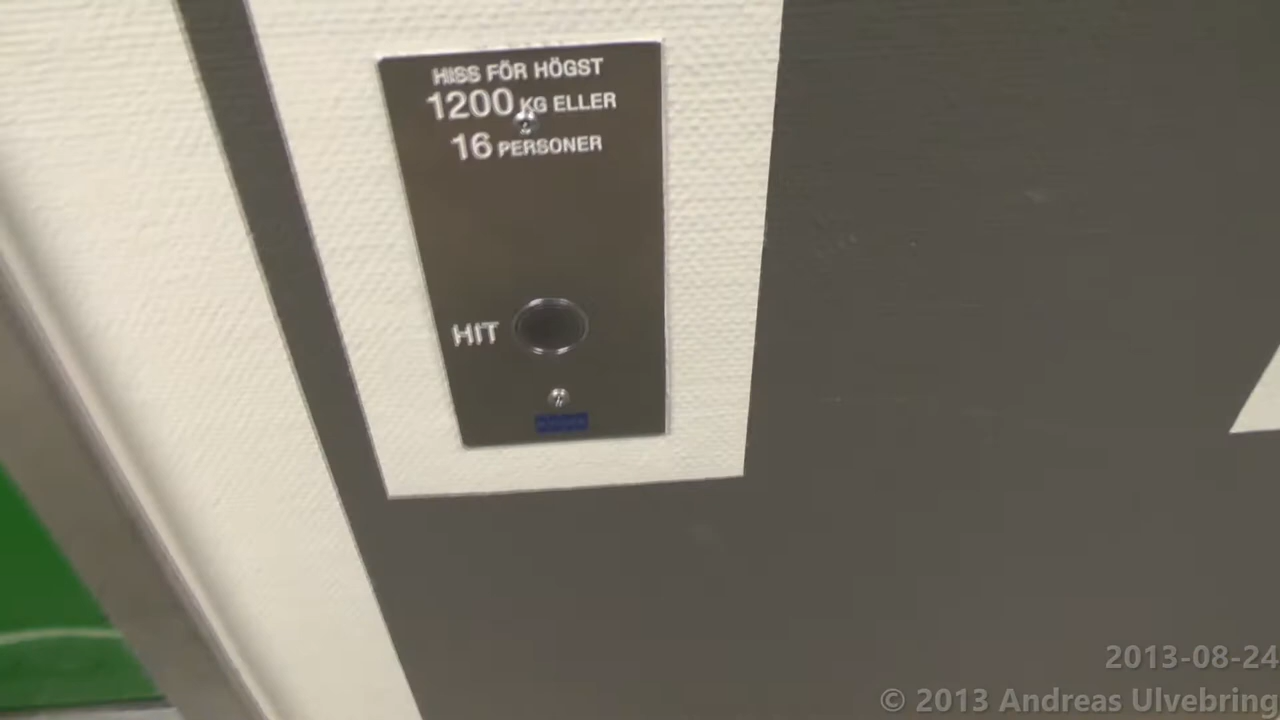 HISS FÖR HÖGST
1200 KG ELLER
16 PERSONER
HIT
2013-08-24
© 2013 Andreas Ulvebring